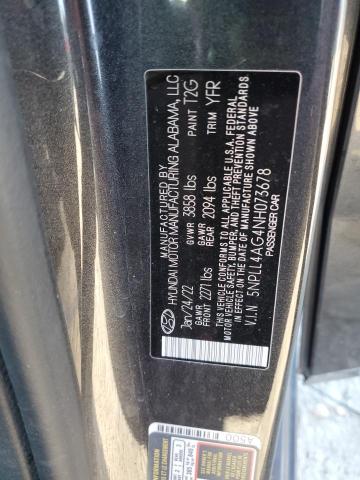 MANUFACTURED BY
HYUNDAI MOTOR MANUFACTURING ALABAMA, LLC
Jan/24/22 GVWR 3858 lbs PAINT T2G
GAWR FRONT 2271 lbs GAWR REAR 2094 lbs TRIM YFR
THIS VEHICLE CONFORMS TO ALL APPLICABLE U.S.A. FEDERAL
MOTOR VEHICLE SAFETY, BUMPER, AND THEFT PREVENTION STANDARDS
IN EFFECT ON THE DATE OF MANUFACTURE SHOWN ABOVE.
V.I.N: 5NPLL4AG4NH073678
PASSENGER CAR
A500
INFORMATION